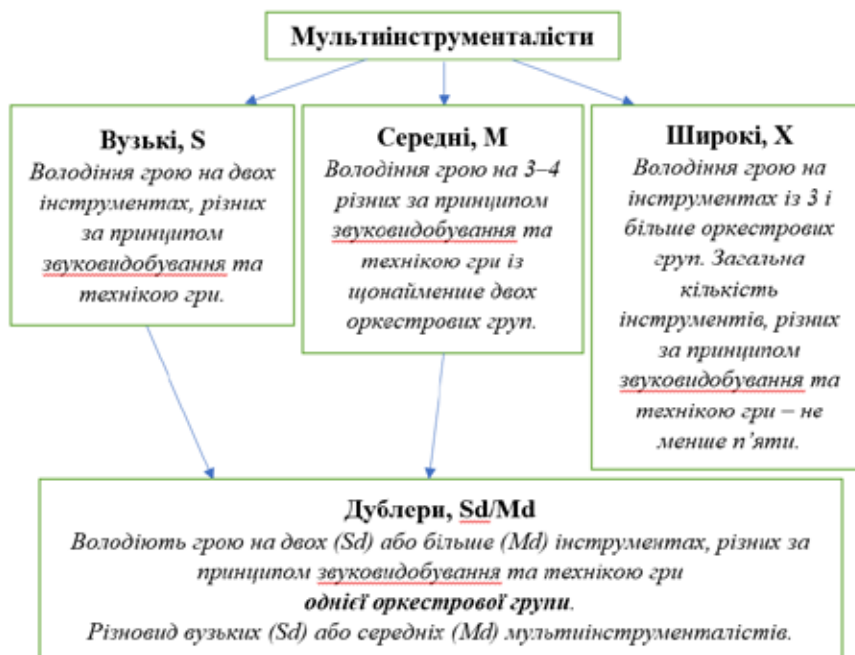 Мультиінструменталісти
Вузькі, S
Володіння грою на двох
інструментах, різних
за принципом
звуковидобування та
технікою гри.
Середні, M
Володіння грою на 3–4
різних за принципом
звуковидобування та
технікою гри із
щонайменше двох
оркестрових груп.
Широкі, X
Володіння грою на
інструментах із 3 і
більше оркестрових
груп. Загальна
кількість
інструментів, різних
за принципом
звуковидобування та
технікою гри – не
менше п’яти.
Дублери, Sd/Md
Володіють грою на двох (Sd) або більше (Md) інструментах, різних за
принципом звуковидобування та технікою гри
однієї оркестрової групи.
Різновид вузьких (Sd) або середніх (Md) мультиінструменталістів.